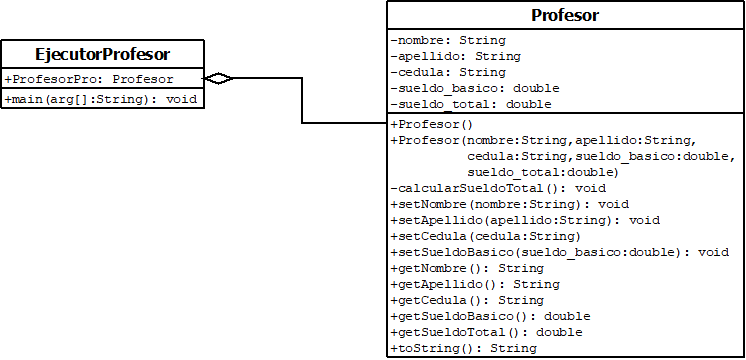 EjecutorProfesor
+ProfesorPro: Profesor
+main(arg[]:String): void
Profesor
-nombre: String
-apellido: String
-cedula: String
-sueldo_basico: double
-sueldo_total: double
+Profesor()
+Profesor(nombre:String,apellido:String,
cedula:String,sueldo_basico:double,
sueldo_total:double)
-calcularSueldoTotal(): void
+setNombre(nombre:String): void
+setApellido(apellido:String): void
+setCedula(cedula:String)
+setSueldoBasico(sueldo_basico:double): void
+getNombre(): String
+getApellido(): String
+getCedula(): String
+getSueldoBasico(): double
+getSueldoTotal(): double
+toString(): String